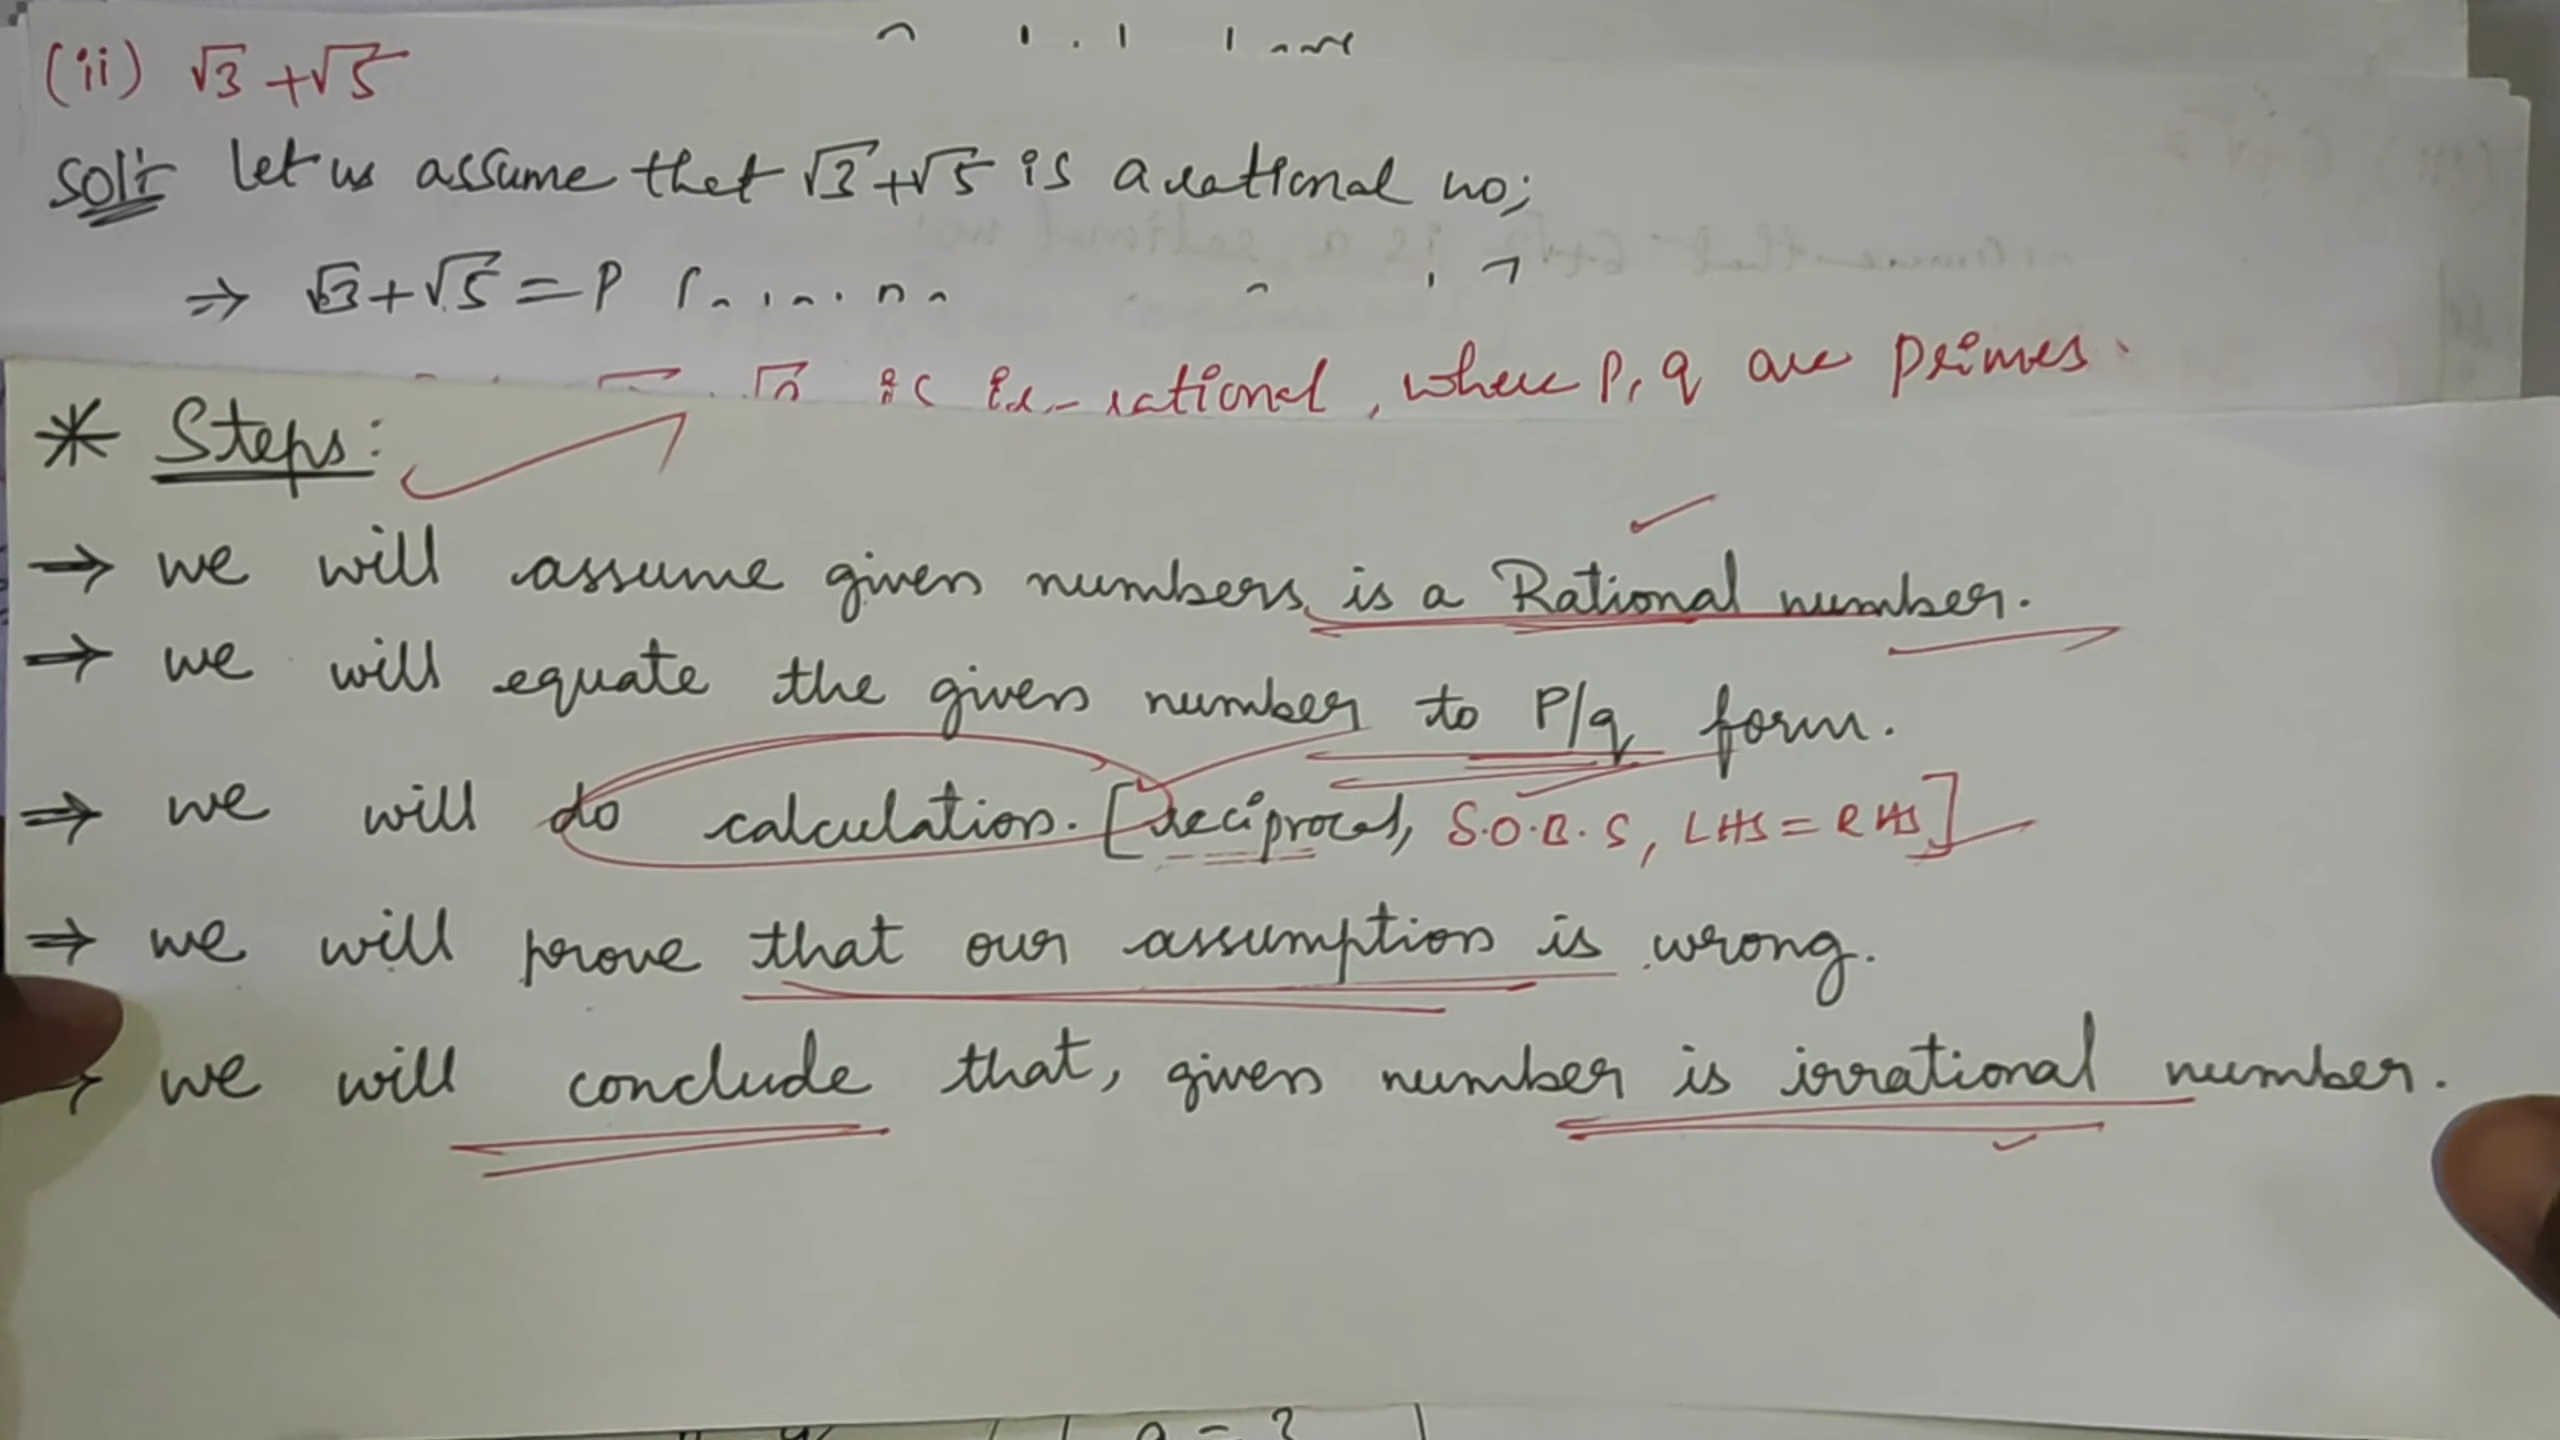 (ii) √3 + √5
Sol: let us assume that √3 + √5 is a rational no;
⇒ √3 + √5 = P
is ir-rational, where p, q are primes.
* Steps:
→ we will assume given numbers is a Rational number.
→ we will equate the given number to P/q form.
⇒ we will do calculation. [reciprocal, S.O.B.S, LHS = RHS]
⇒ we will prove that our assumption is wrong.
→ we will conclude that, given number is irrational number.